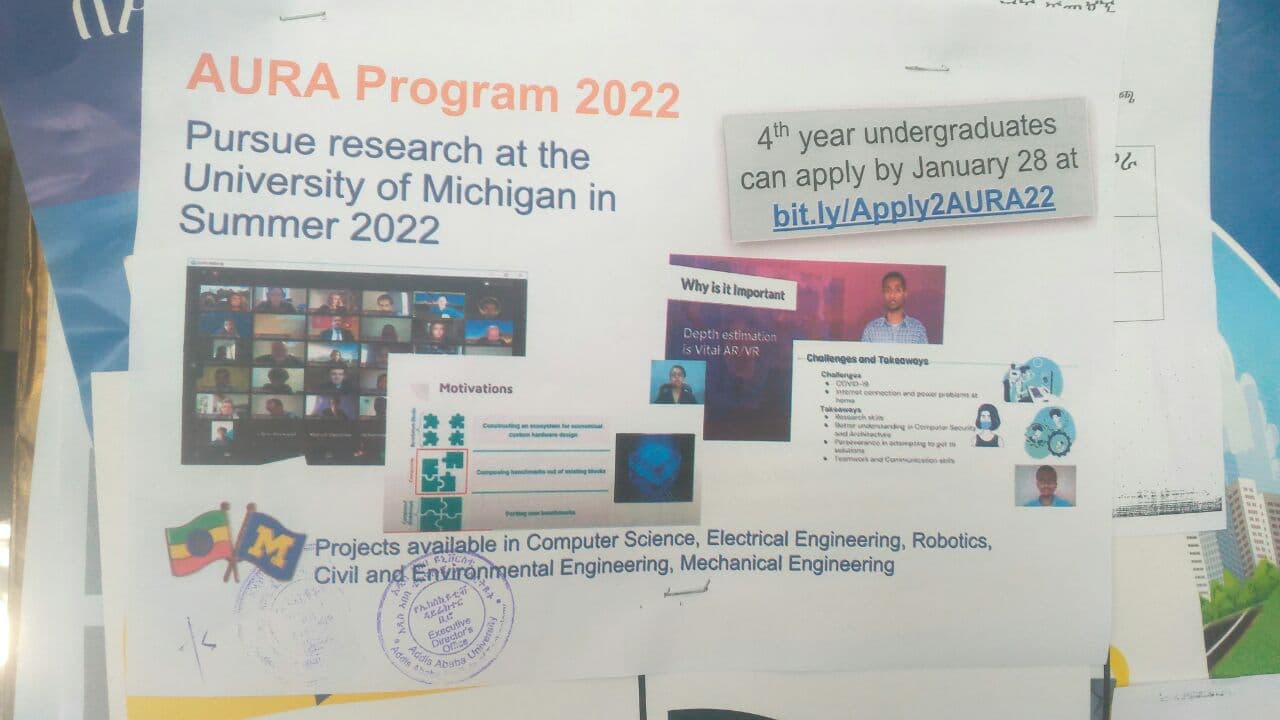 AURA Program 2022
Pursue research at the
University of Michigan in
Summer 2022
4th year undergraduates
can apply by January 28 at
bit.ly/Apply2AURA22
Why is it Important
Depth estimation
is Vital AR/VR
Motivations
Constructing an ecosystem for economical
custom hardware design
Composing benchmarks out of existing blocks
Porting new benchmarks
Challenges and Takeaways
Challenges
• COVID-19
• Internet connection and power problems at
home
Takeaways
• Research skills
• Better understanding in Computer Security
and Architecture
• Perseverance in attempting to get to
solutions
• Teamwork and Communication skills
M
Projects available in Computer Science, Electrical Engineering, Robotics,
Civil and Environmental Engineering, Mechanical Engineering
Executive
Director's
Office
Addis Ababa University